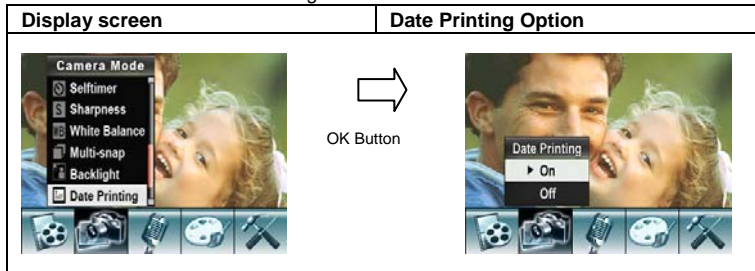 Display screen
Date Printing Option
Camera Mode
Selftimer
S Sharpness
WB White Balance
Multi-snap
Backlight
Date Printing
OK Button
Date Printing
On
Off